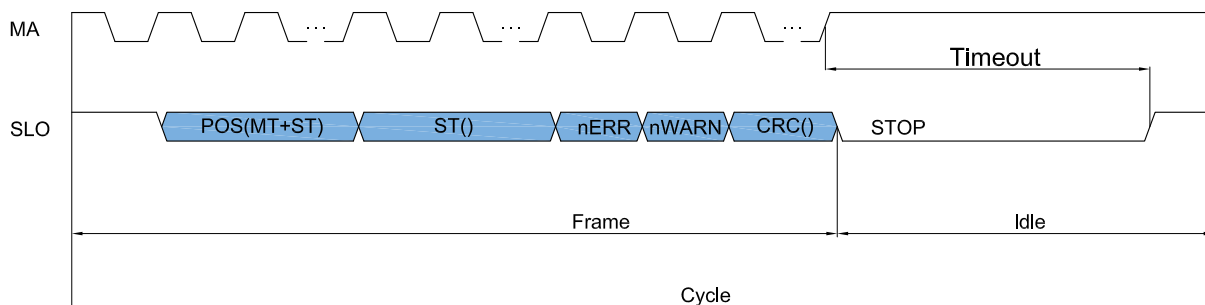 MA
... ... ...
Timeout
SLO
POS(MT+ST) ST() nERR nWARN CRC() STOP
Frame Idle
Cycle